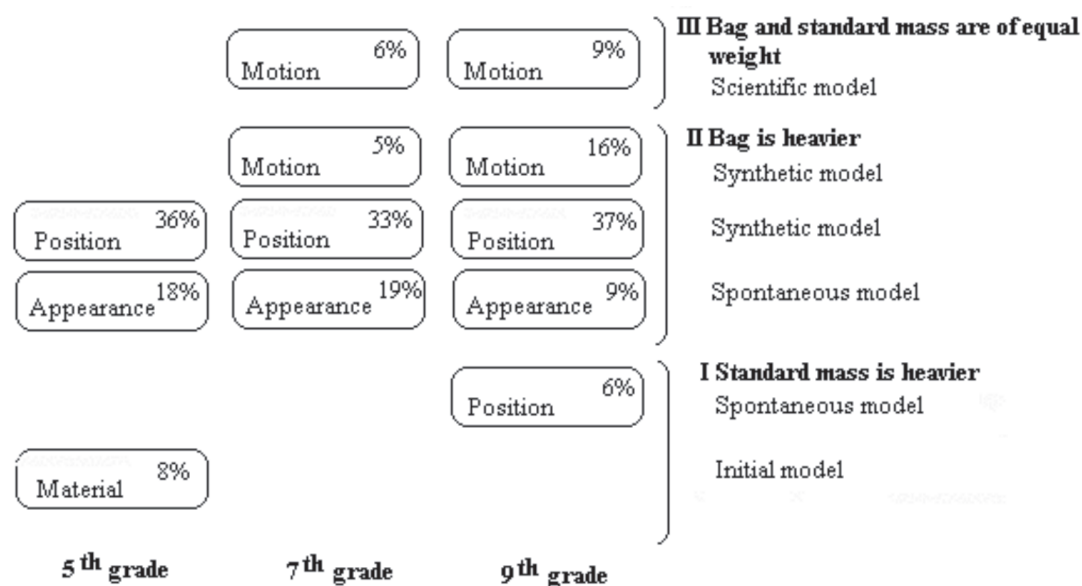 6%
Motion
9%
Motion
III Bag and standard mass are of equal
weight
Scientific model
5%
Motion
16%
Motion
II Bag is heavier
Synthetic model
36%
Position
33%
Position
37%
Position
Synthetic model
18%
Appearance
19%
Appearance
9%
Appearance
Spontaneous model
6%
Position
I Standard mass is heavier
Spontaneous model
8%
Material
Initial model
5th grade
7th grade
9th grade